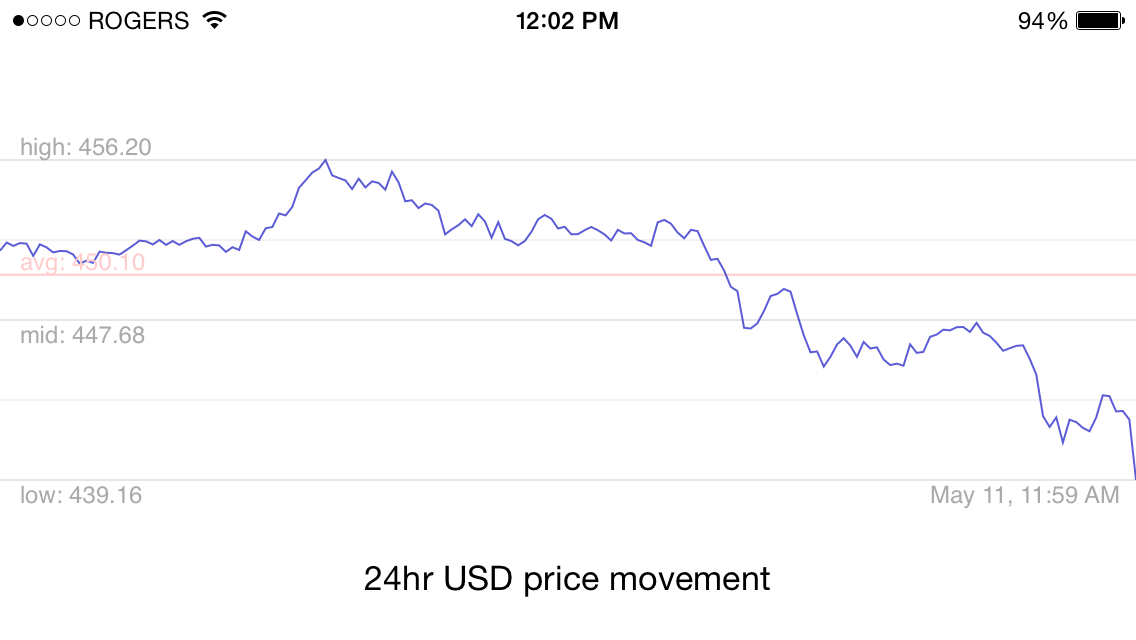 ROGERS 12:02 PM 94%
high: 456.20
avg: 450.10
mid: 447.68
low: 439.16 May 11, 11:59 AM
24hr USD price movement